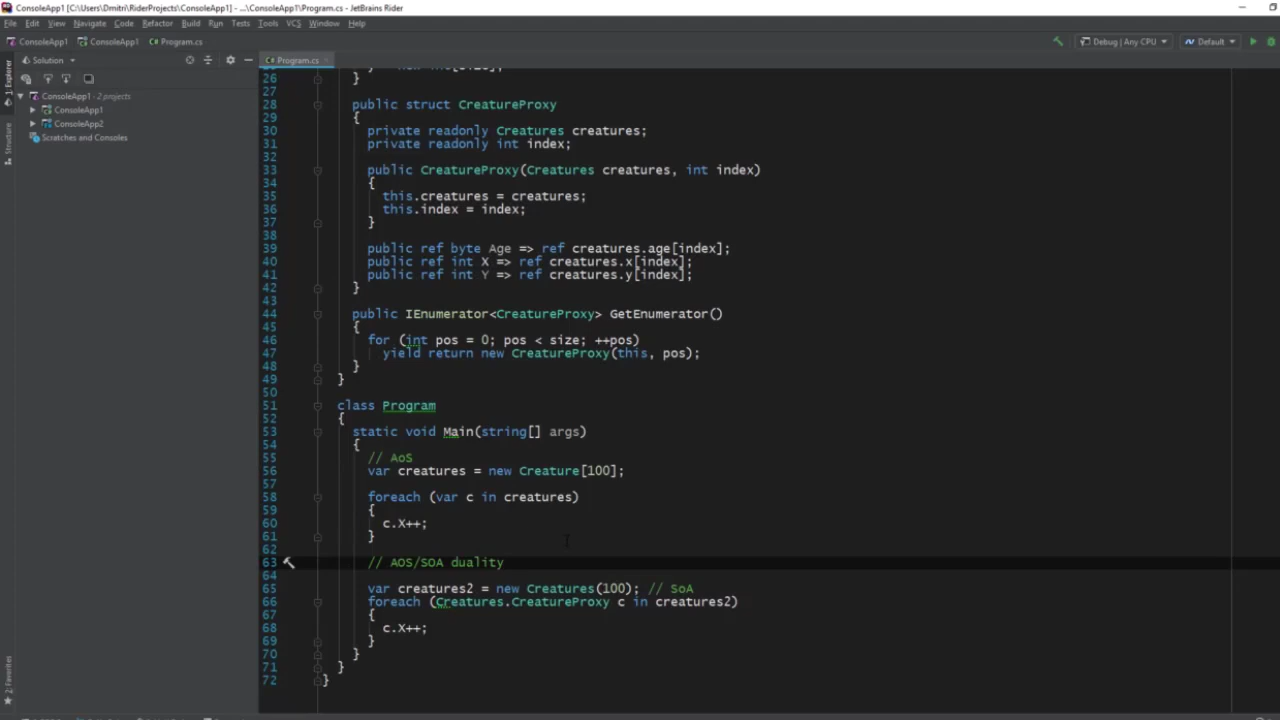 ConsoleApp1 [C:\Users\Dmitri\RiderProjects\ConsoleApp1] - ...\ConsoleApp1\Program.cs - JetBrains Rider
File Edit View Navigate Code Refactor Build Run Tests Tools VCS Window Help
ConsoleApp1 ConsoleApp1 Program.cs Debug | Any CPU Default
Solution Program.cs
1: Explorer
Structure
2: Favorites
ConsoleApp1 - 2 projects
ConsoleApp1
ConsoleApp2
Scratches and Consoles
26 }
27
28 public struct CreatureProxy
29 {
30 private readonly Creatures creatures;
31 private readonly int index;
32
33 public CreatureProxy(Creatures creatures, int index)
34 {
35 this.creatures = creatures;
36 this.index = index;
37 }
38
39 public ref byte Age => ref creatures.age[index];
40 public ref int X => ref creatures.x[index];
41 public ref int Y => ref creatures.y[index];
42 }
43
44 public IEnumerator<CreatureProxy> GetEnumerator()
45 {
46 for (int pos = 0; pos < size; ++pos)
47 yield return new CreatureProxy(this, pos);
48 }
49 }
50
51 class Program
52 {
53 static void Main(string[] args)
54 {
55 // AoS
56 var creatures = new Creature[100];
57
58 foreach (var c in creatures)
59 {
60 c.X++;
61 }
62
63 // AOS/SOA duality
64
65 var creatures2 = new Creatures(100); // SoA
66 foreach (Creatures.CreatureProxy c in creatures2)
67 {
68 c.X++;
69 }
70 }
71 }
72 }